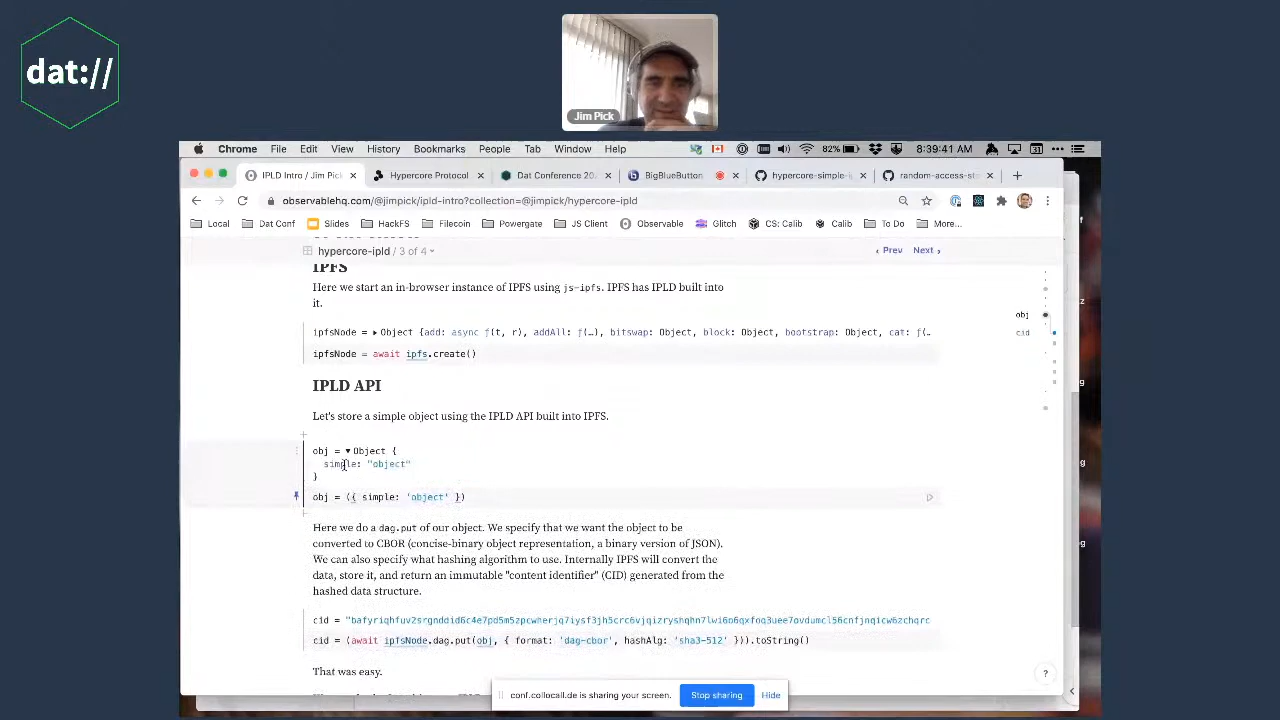 dat://
Jim Pick
Chrome File Edit View History Bookmarks People Tab Window Help 82% 8:39:41 AM
IPLD Intro / Jim Pick Hypercore Protocol Dat Conference 20 BigBlueButton hypercore-simple-i random-access-st
observablehq.com/@jimpick/ipld-intro?collection=@jimpick/hypercore-ipld
Local Dat Conf Slides HackFS Filecoin Powergate JS Client Observable Glitch CS: Calib Calib To Do More...
hypercore-ipld / 3 of 4 Prev Next
IPFS
Here we start an in-browser instance of IPFS using js-ipfs. IPFS has IPLD built into
it.
obj
cid
ipfsNode = ▸Object {add: async ƒ(t, r), addAll: ƒ(…), bitswap: Object, block: Object, bootstrap: Object, cat: ƒ(…
ipfsNode = await ipfs.create()
IPLD API
Let's store a simple object using the IPLD API built into IPFS.
obj = ▾Object {
simple: "object"
}
obj = ({ simple: 'object' })
Here we do a dag.put of our object. We specify that we want the object to be
converted to CBOR (concise-binary object representation, a binary version of JSON).
We can also specify what hashing algorithm to use. Internally IPFS will convert the
data, store it, and return an immutable "content identifier" (CID) generated from the
hashed data structure.
cid =
cid = (await ipfsNode.dag.put(obj, { format: 'dag-cbor', hashAlg: 'sha3-512' })).toString()
That was easy.
conf.collocall.de is sharing your screen. Stop sharing Hide